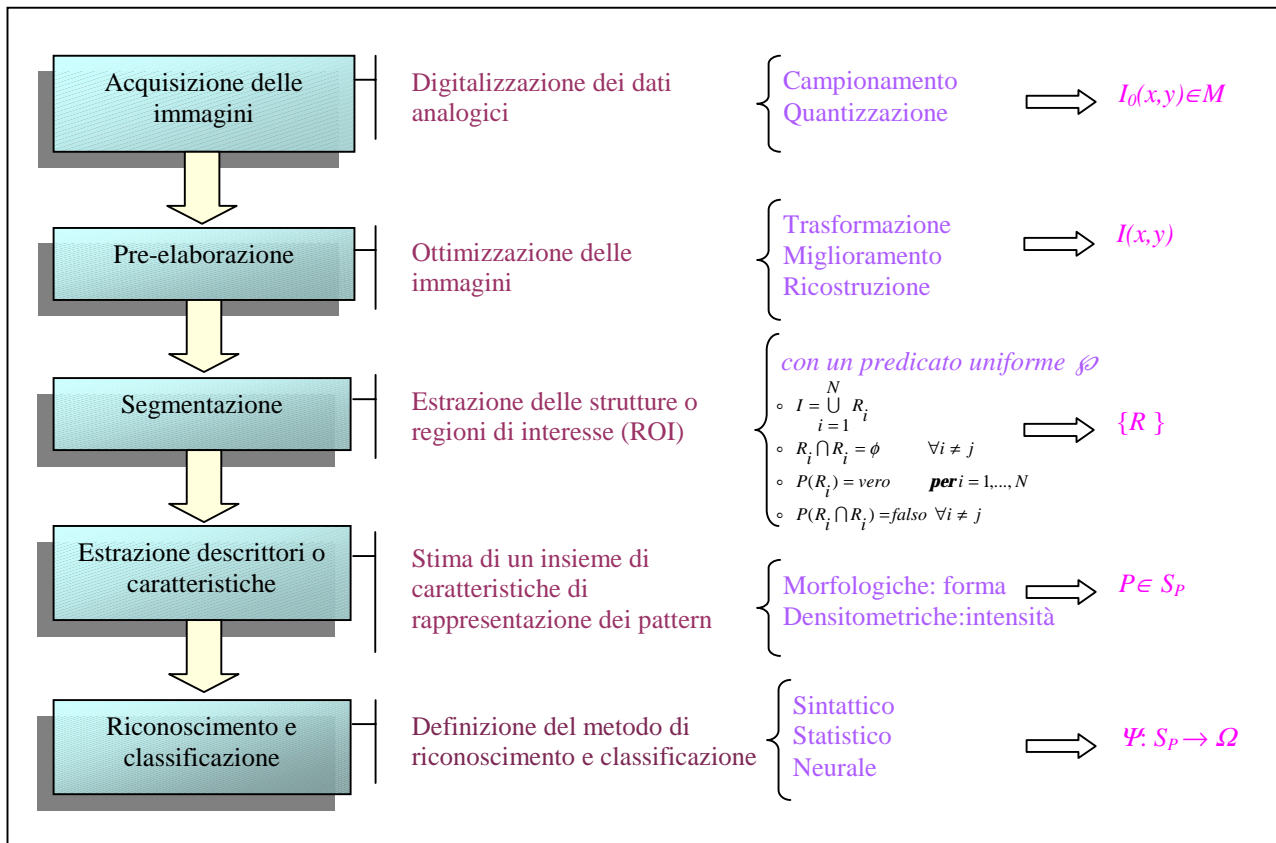 Acquisizione delle
immagini
Digitalizzazione dei dati
analogici
Campionamento
Quantizzazione
I₀(x,y)∈M
Pre-elaborazione
Ottimizzazione delle
immagini
Trasformazione
Miglioramento
Ricostruzione
I(x,y)
Segmentazione
Estrazione delle strutture o
regioni di interesse (ROI)
con un predicato uniforme ℘
∘ I = ⋃ᵢ₌₁ᴺ Rᵢ
∘ Rᵢ ⋂ Rᵢ = ϕ ∀i ≠ j
∘ P(Rᵢ) = vero per i = 1,..., N
∘ P(Rᵢ ⋂ Rᵢ) =falso ∀i ≠ j
{R }
Estrazione descrittori o
caratteristiche
Stima di un insieme di
caratteristiche di
rappresentazione dei pattern
Morfologiche: forma
Densitometriche:intensità
P∈ S_P
Riconoscimento e
classificazione
Definizione del metodo di
riconoscimento e classificazione
Sintattico
Statistico
Neurale
Ψ: S_P → Ω